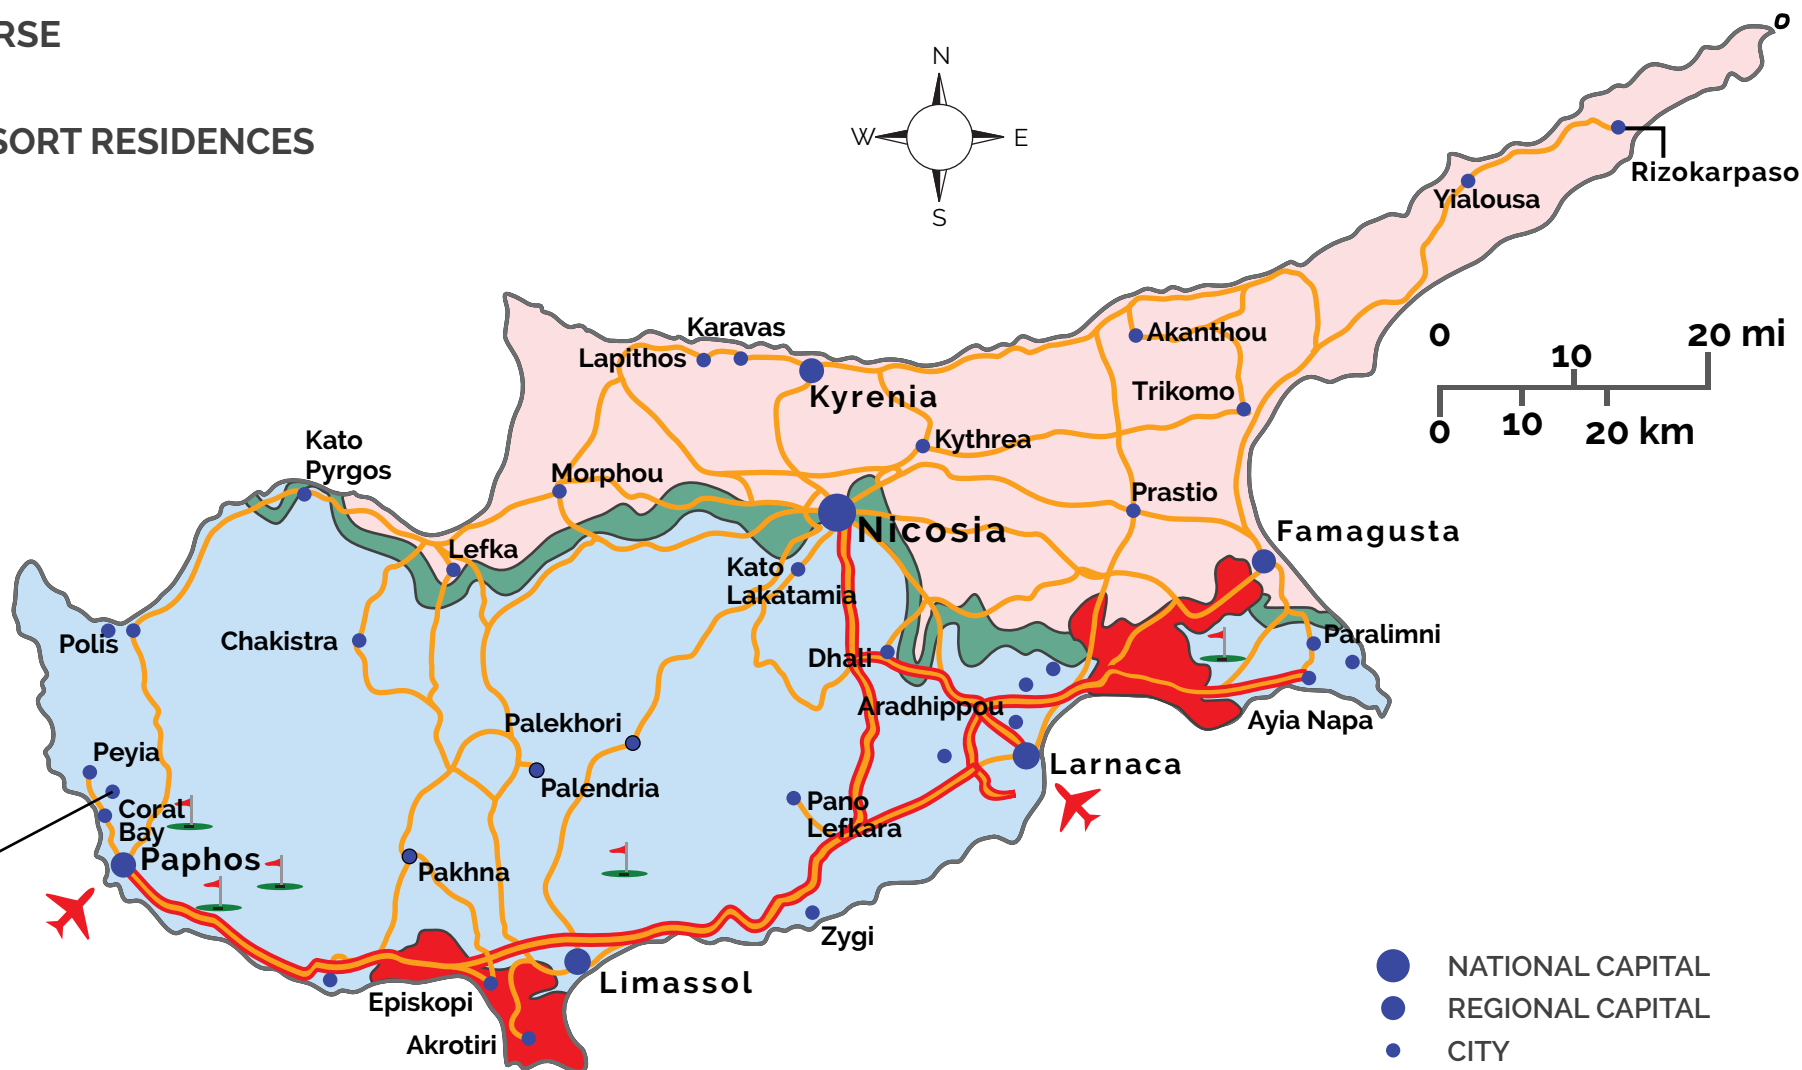 RSE
SORT RESIDENCES
N
W
E
S
Rizokarpaso
Yialousa
Karavas
Lapithos
Kyrenia
Akanthou
Trikomo
0
20 mi
10
0
10
20 km
Kato
Pyrgos
Kythrea
Morphou
Prastio
Nicosia
Famagusta
Lefka
Kato
Lakatamia
Polis
Chakistra
Dhali
Paralimni
Aradhippou
Ayia Napa
Palekhori
Peyia
Larnaca
Palendria
Coral
Bay
Pano
Lefkara
Paphos
Pakhna
Zygi
Limassol
Episkopi
Akrotiri
NATIONAL CAPITAL
REGIONAL CAPITAL
CITY